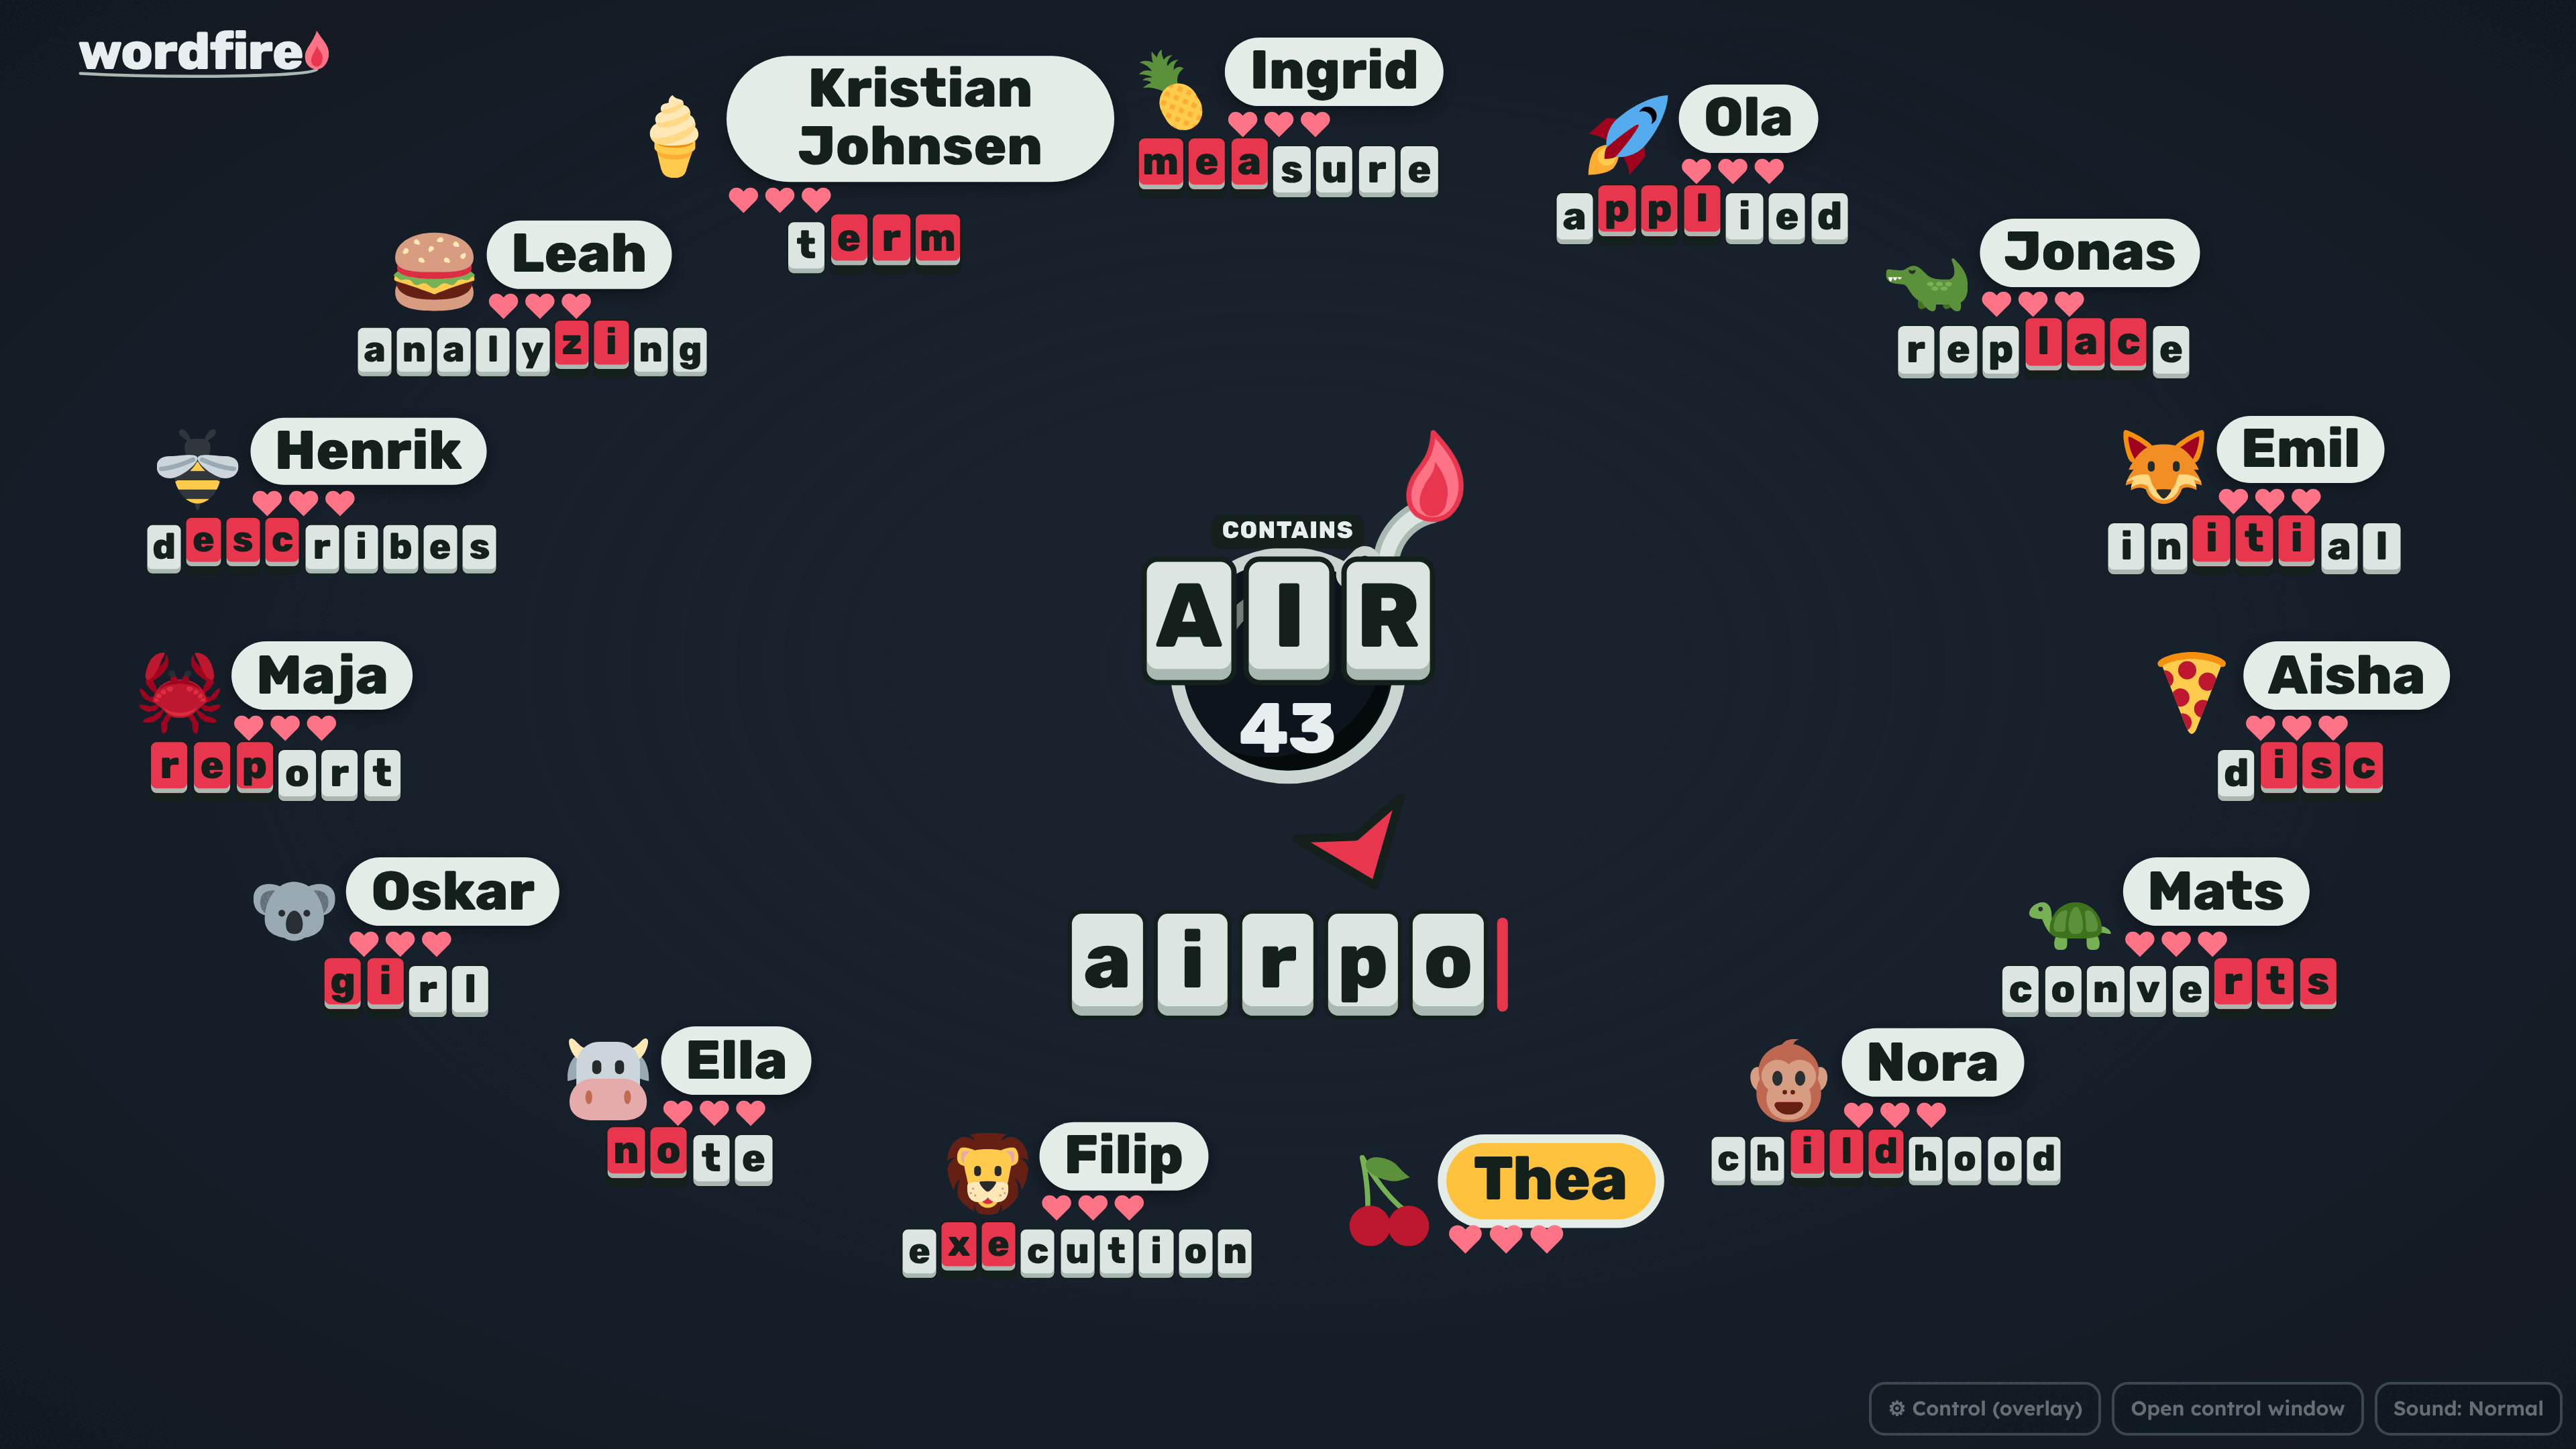 wordfire
Kristian
Johnsen
term
Ingrid
measure
Ola
applied
Leah
analyzing
Jonas
replace
Henrik
describes
Emil
initial
CONTAINS
AIR
43
Maja
report
Aisha
disc
Oskar
girl
airpo
Mats
converts
Ella
note
Nora
childhood
Filip
execution
Thea
⚙ Control (overlay)
Open control window
Sound: Normal